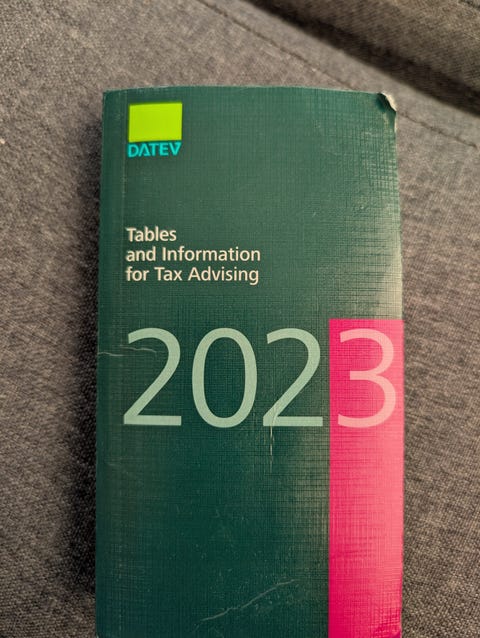 DATEV
Tables
and Information
for Tax Advising
2023